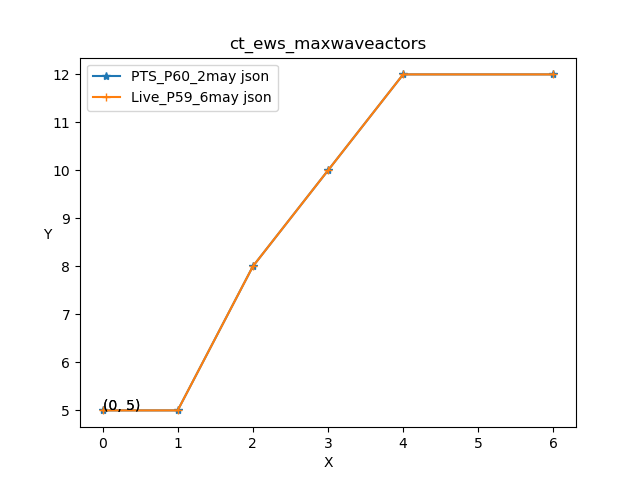 ct_ews_maxwaveactors
PTS_P60_2may json
Live_P59_6may json
12
11
10
9
8
7
6
5
Y
(0, 5)
0 1 2 3 4 5 6
X